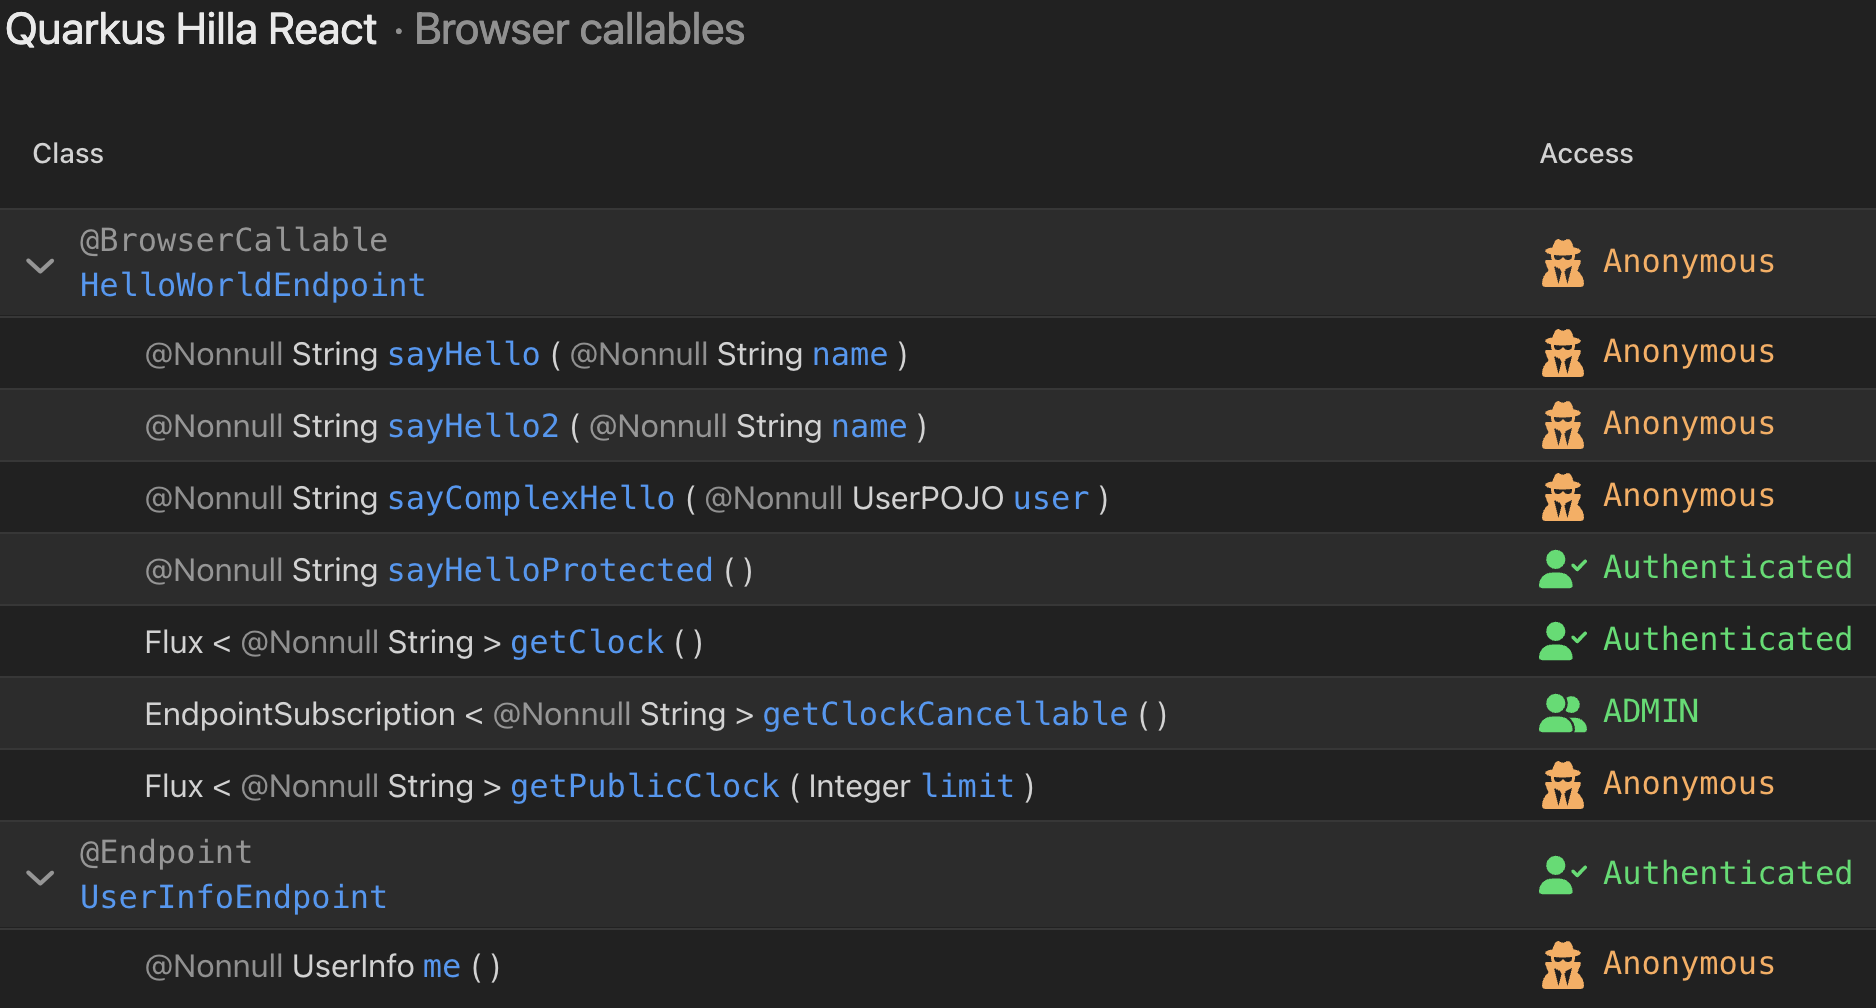 Quarkus Hilla React · Browser callables
Class Access
@BrowserCallable
HelloWorldEndpoint Anonymous
@Nonnull String sayHello ( @Nonnull String name ) Anonymous
@Nonnull String sayHello2 ( @Nonnull String name ) Anonymous
@Nonnull String sayComplexHello ( @Nonnull UserPOJO user ) Anonymous
@Nonnull String sayHelloProtected ( ) Authenticated
Flux < @Nonnull String > getClock ( ) Authenticated
EndpointSubscription < @Nonnull String > getClockCancellable ( ) ADMIN
Flux < @Nonnull String > getPublicClock ( Integer limit ) Anonymous
@Endpoint
UserInfoEndpoint Authenticated
@Nonnull UserInfo me ( ) Anonymous